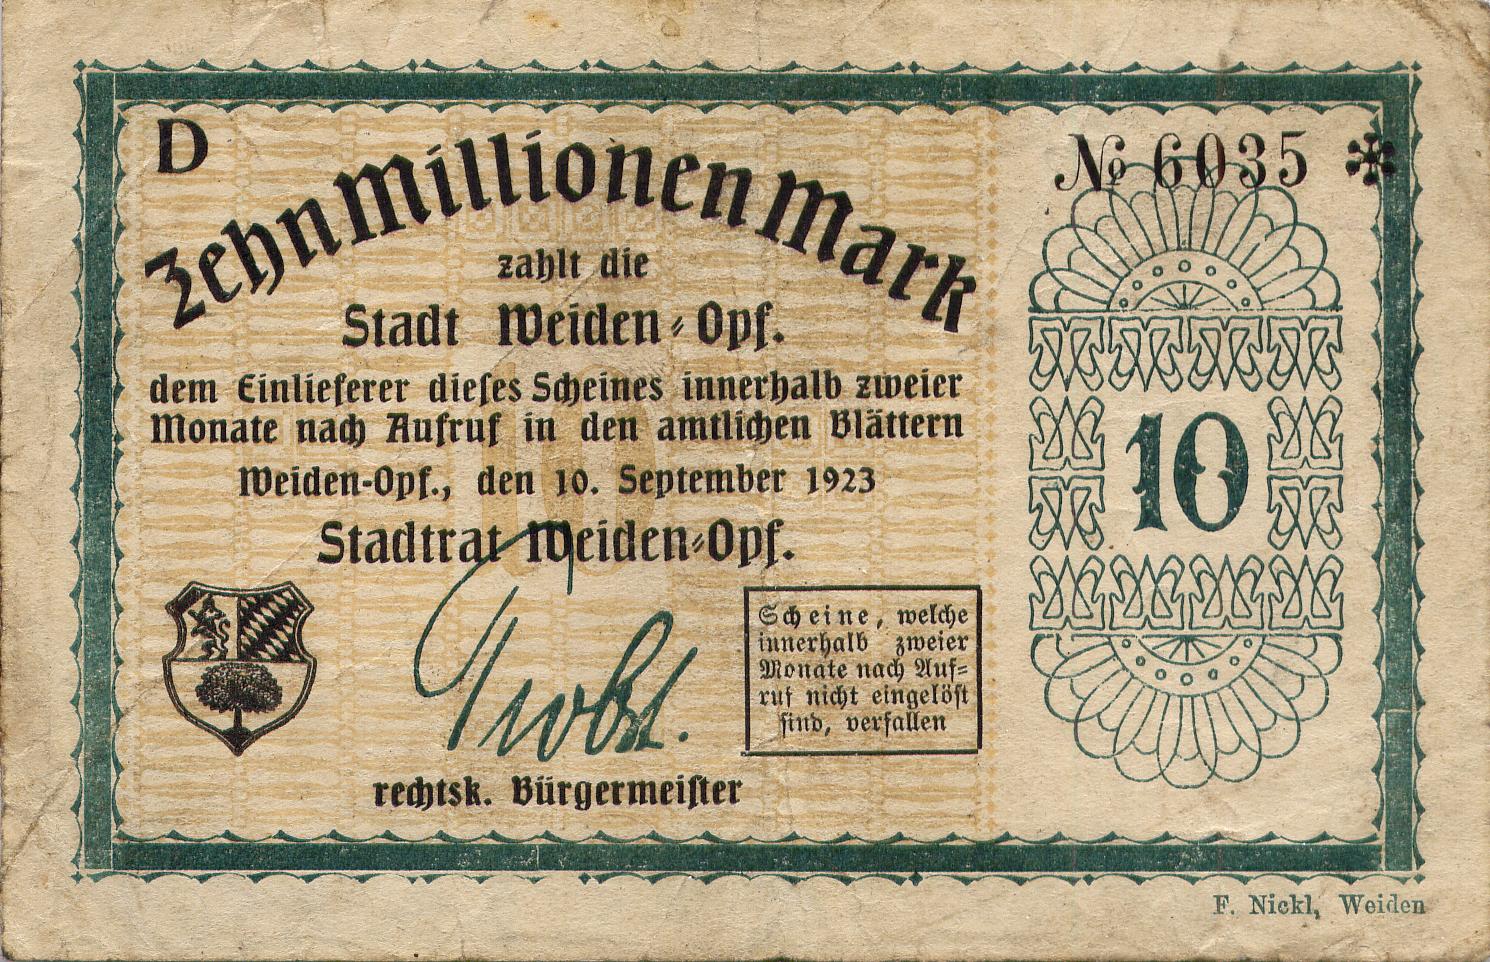 D
№ 6035 *
Zehn Millionen Mark
zahlt die
Stadt Weiden-Opf.
dem Einlieferer dieses Scheines innerhalb zweier
Monate nach Aufruf in den amtlichen Blättern
Weiden-Opf., den 10. September 1923
Stadtrat Weiden-Opf.
rechtsk. Bürgermeister
Scheine, welche
innerhalb zweier
Monate nach Auf-
ruf nicht eingelöst
sind, verfallen
10
10
F. Nickl, Weiden